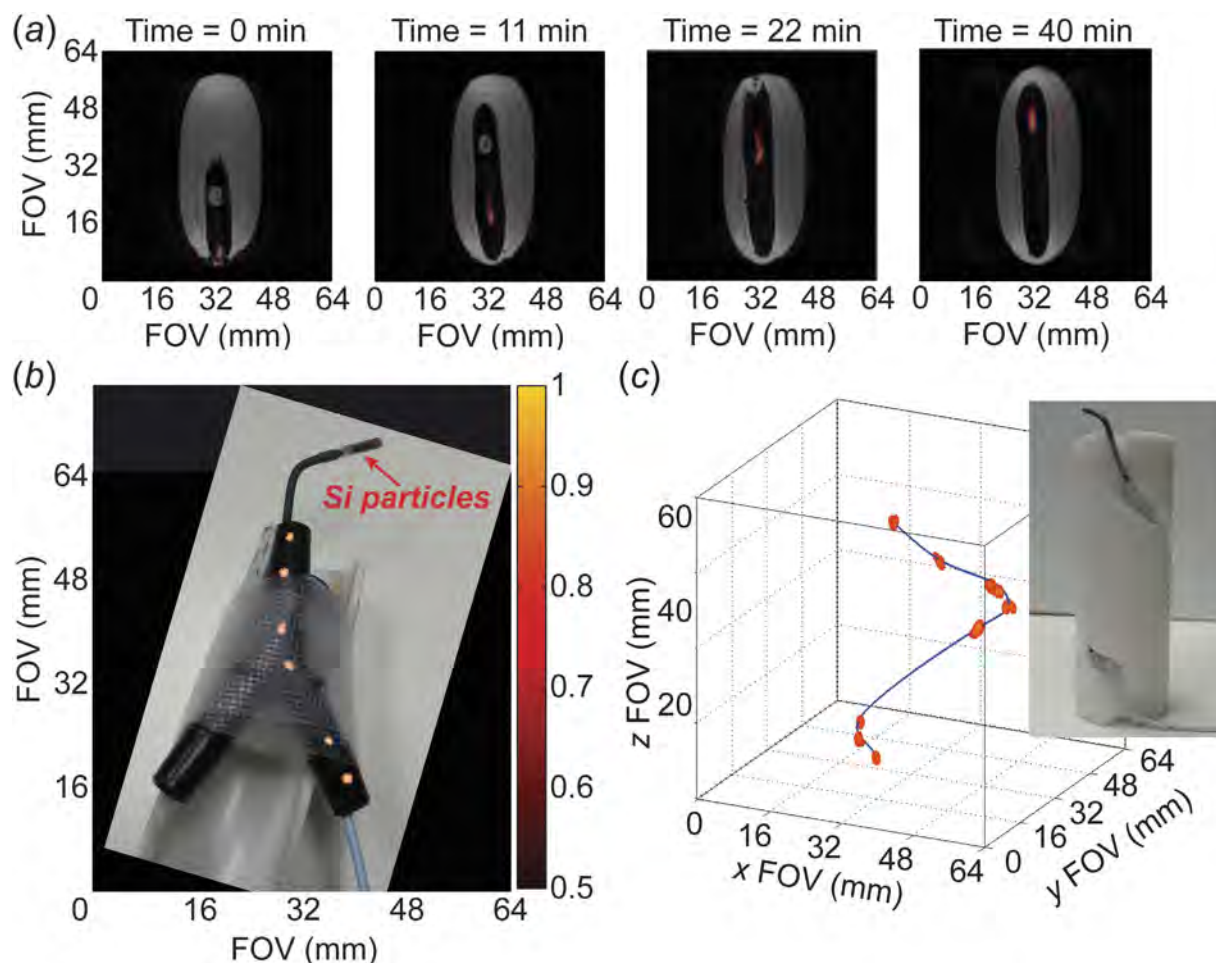 (a)
Time = 0 min
Time = 11 min
Time = 22 min
Time = 40 min
64
48
32
16
FOV (mm)
0 16 32 48 64
0 16 32 48 64
0 16 32 48 64
0 16 32 48 64
FOV (mm)
FOV (mm)
FOV (mm)
FOV (mm)
(b)
64
48
32
16
FOV (mm)
Si particles
0 16 32 48 64
FOV (mm)
1
0.9
0.8
0.7
0.6
0.5
(c)
60
40
20
z FOV (mm)
0 16 32 48 64
x FOV (mm)
0 16 32 48 64
y FOV (mm)